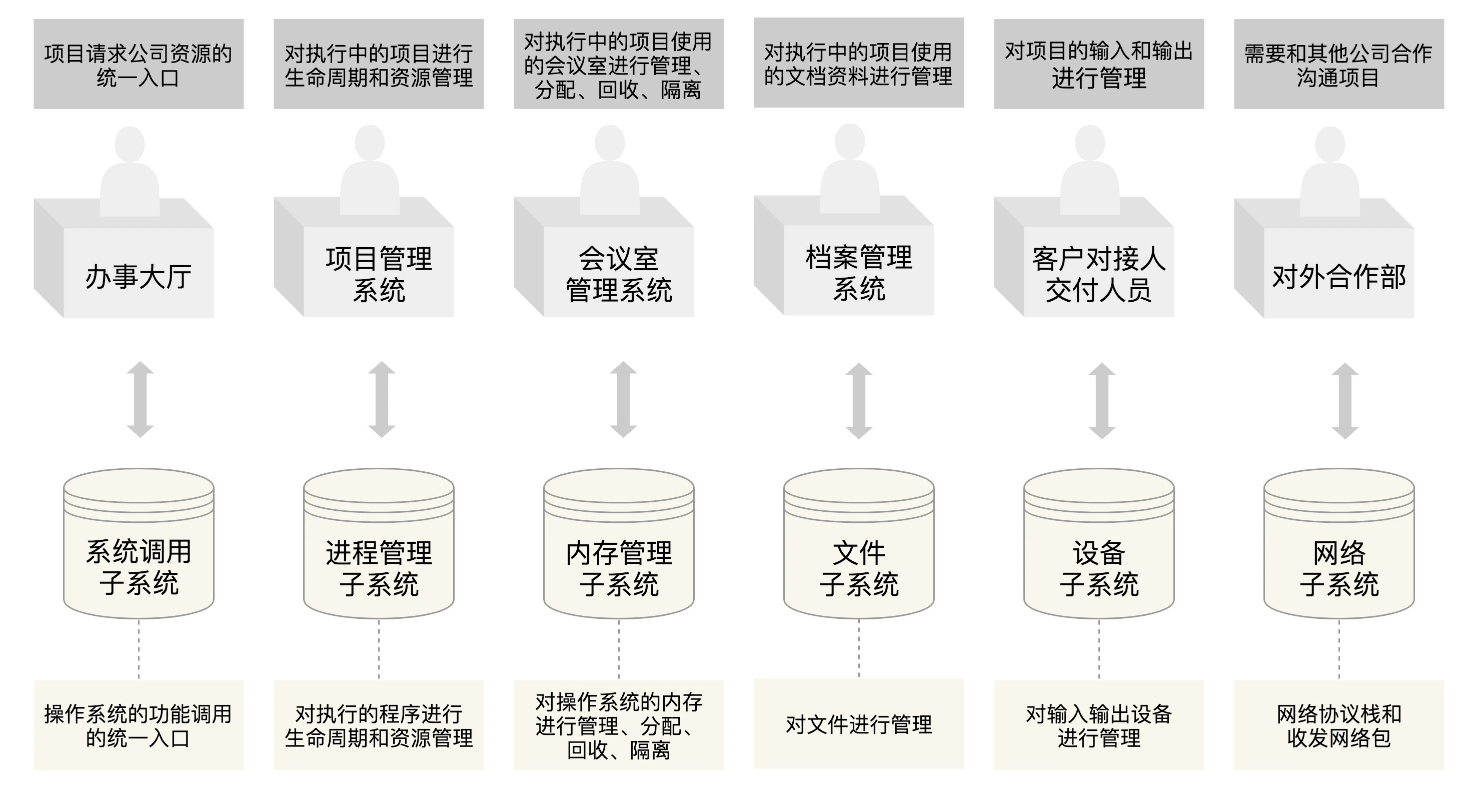 项目请求公司资源的
统一入口
对执行中的项目进行
生命周期和资源管理
对执行中的项目使用
的会议室进行管理、
分配、回收、隔离
对执行中的项目使用
的文档资料进行管理
对项目的输入和输出
进行管理
需要和其他公司合作
沟通项目
办事大厅
项目管理
系统
会议室
管理系统
档案管理
系统
客户对接人
交付人员
对外合作部
系统调用
子系统
进程管理
子系统
内存管理
子系统
文件
子系统
设备
子系统
网络
子系统
操作系统的功能调用
的统一入口
对执行的程序进行
生命周期和资源管理
对操作系统的内存
进行管理、分配、
回收、隔离
对文件进行管理
对输入输出设备
进行管理
网络协议栈和
收发网络包